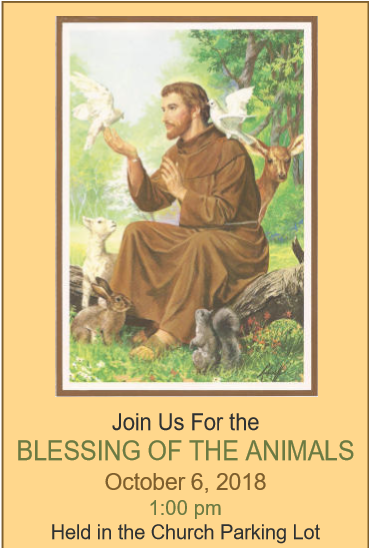 Join Us For the
BLESSING OF THE ANIMALS
October 6, 2018
1:00 pm
Held in the Church Parking Lot